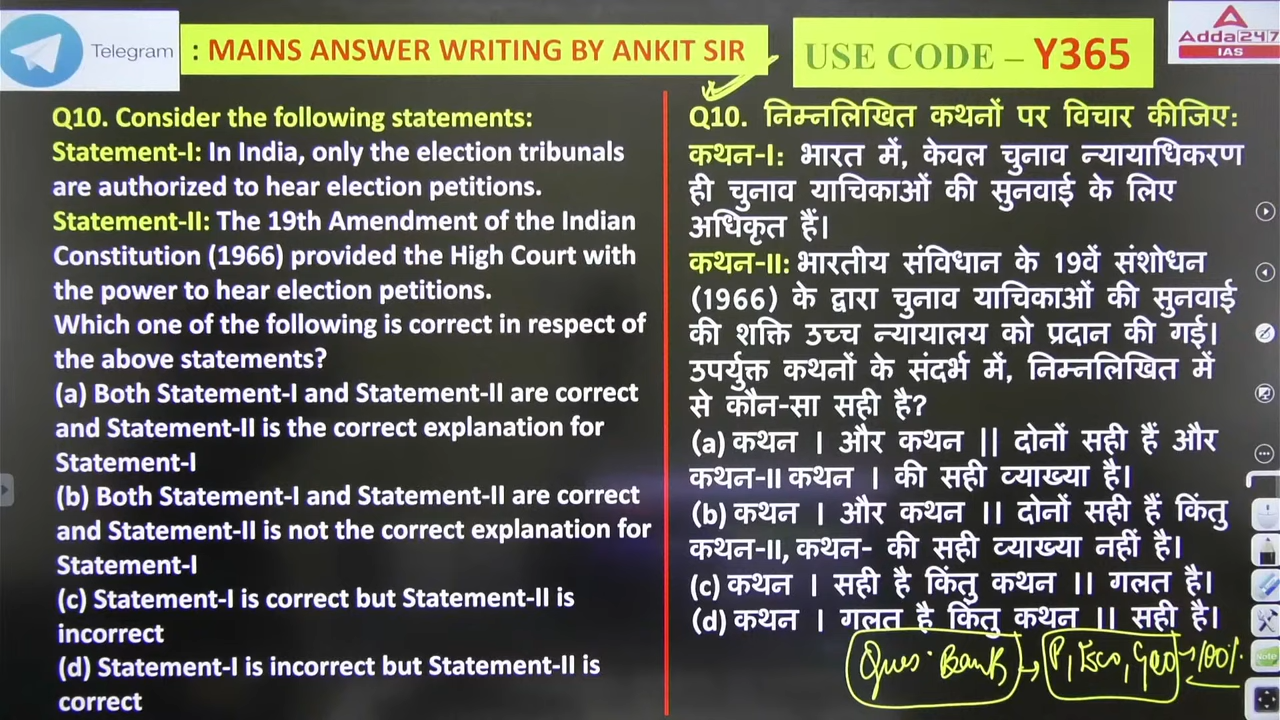 Telegram
: MAINS ANSWER WRITING BY ANKIT SIR
USE CODE – Y365
Adda247
IAS
Q10. Consider the following statements:
Statement-I: In India, only the election tribunals
are authorized to hear election petitions.
Statement-II: The 19th Amendment of the Indian
Constitution (1966) provided the High Court with
the power to hear election petitions.
Which one of the following is correct in respect of
the above statements?
(a) Both Statement-I and Statement-II are correct
and Statement-II is the correct explanation for
Statement-I
(b) Both Statement-I and Statement-II are correct
and Statement-II is not the correct explanation for
Statement-I
(c) Statement-I is correct but Statement-II is
incorrect
(d) Statement-I is incorrect but Statement-II is
correct
Q10. निम्नलिखित कथनों पर विचार कीजिए:
कथन-I: भारत में, केवल चुनाव न्यायाधिकरण
ही चुनाव याचिकाओं की सुनवाई के लिए
अधिकृत हैं।
कथन-II: भारतीय संविधान के 19वें संशोधन
(1966) के द्वारा चुनाव याचिकाओं की सुनवाई
की शक्ति उच्च न्यायालय को प्रदान की गई।
उपर्युक्त कथनों के संदर्भ में, निम्नलिखित में
से कौन-सा सही है?
(a) कथन । और कथन || दोनों सही हैं और
कथन-II कथन । की सही व्याख्या है।
(b) कथन । और कथन ।। दोनों सही हैं किंतु
कथन-II, कथन- की सही व्याख्या नहीं है।
(c) कथन । सही है किंतु कथन ।। गलत है।
(d) कथन । गलत है किंतु कथन ।। सही है।
Ques. Bank → P, Eco, Geo → 100%
Note